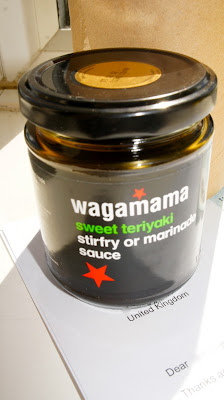 wagamama
sweet teriyaki
stirfry or marinade
sauce
United Kingdom
Dear
Thanks a